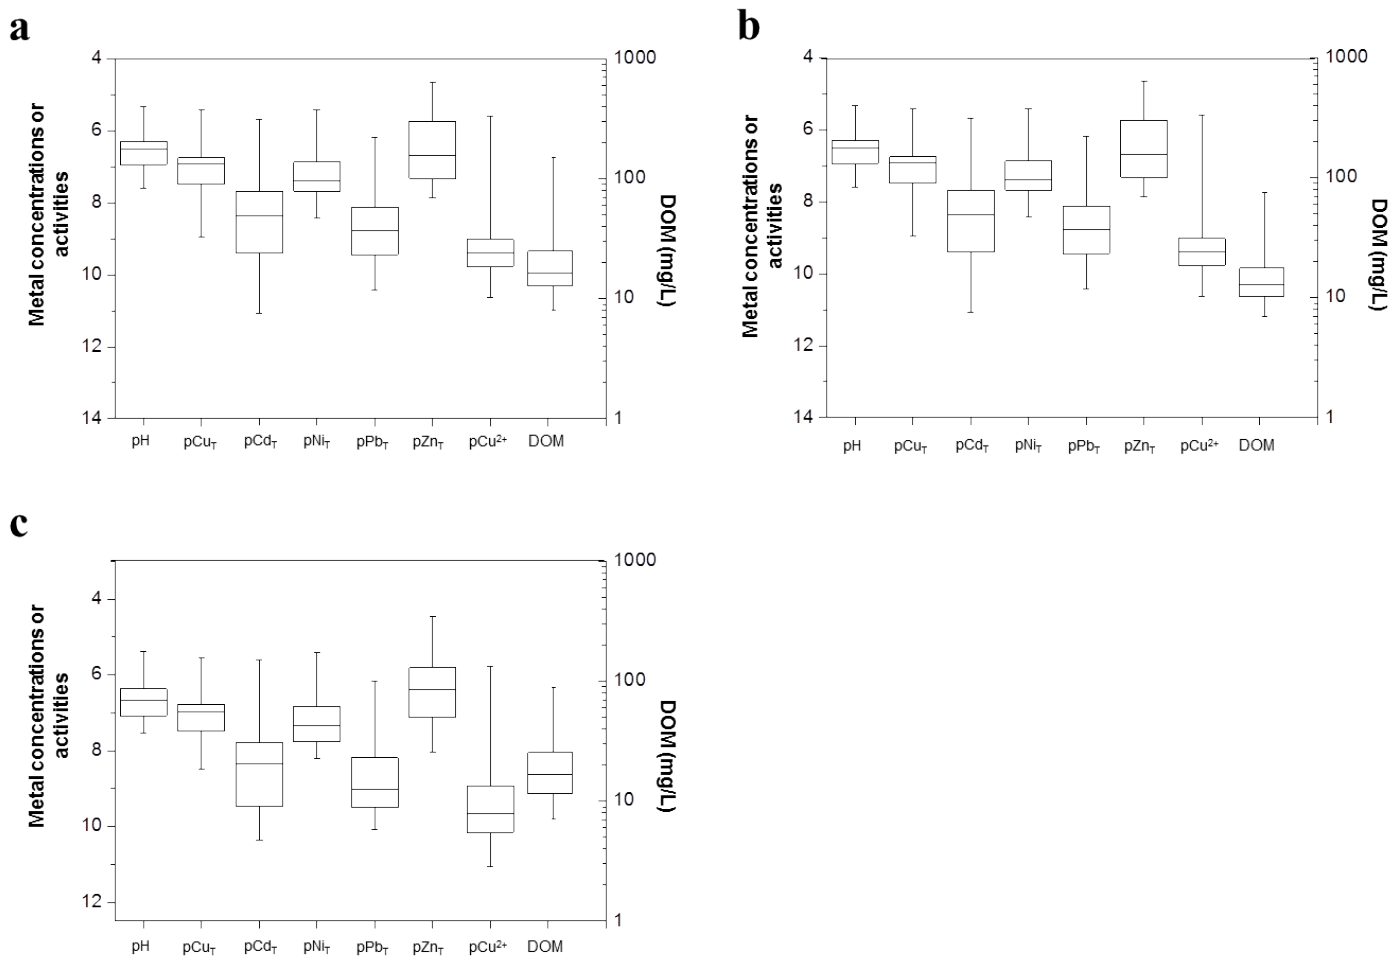 a
4
6
8
10
12
14
Metal concentrations or
activities
1000
100
10
1
DOM (mg/L)
pH pCuT pCdT pNiT pPbT pZnT pCu2+ DOM
b
4
6
8
10
12
14
Metal concentrations or
activities
1000
100
10
1
DOM (mg/L)
pH pCuT pCdT pNiT pPbT pZnT pCu2+ DOM
c
4
6
8
10
12
Metal concentrations or
activities
1000
100
10
1
DOM (mg/L)
pH pCuT pCdT pNiT pPbT pZnT pCu2+ DOM